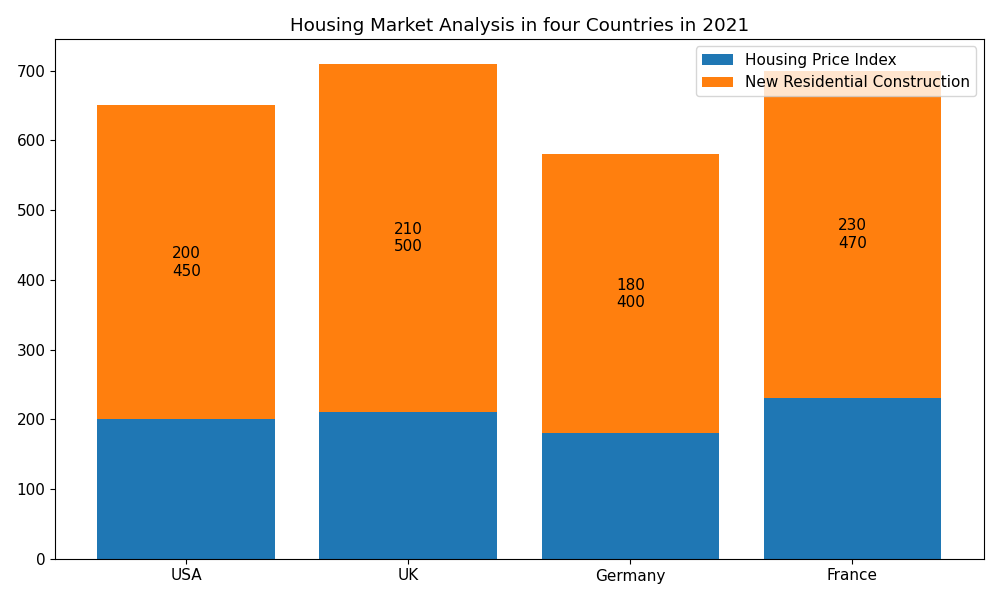 Housing Market Analysis in four Countries in 2021
Housing Price Index
New Residential Construction
700
600
500
400
300
200
100
0
200
450
210
500
180
400
230
470
USA
UK
Germany
France